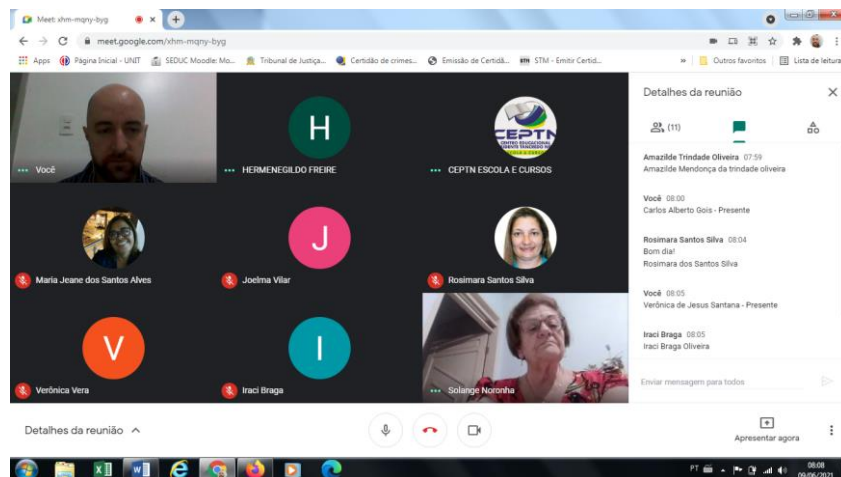 Meet: xhm-mqny-byg
meet.google.com/xhm-mqny-byg
Apps
Página Inicial - UNIT
SEDUC Moodle: Mo...
Tribunal de Justiça...
Certidão de crimes...
Emissão de Certidã...
STM - Emitir Certid...
»
Outros favoritos
Lista de leitura
Você
H
HERMENEGILDO FREIRE
CEPTN
CEPTN ESCOLA E CURSOS
Maria Jeane dos Santos Alves
J
Joelma Vilar
Rosimara Santos Silva
V
Verônica Vera
I
Iraci Braga
Solange Noronha
Detalhes da reunião
(11)
Amazilde Trindade Oliveira 07:59
Amazilde Mendonça da trindade oliveira
Você 08:00
Carlos Alberto Gois - Presente
Rosimara Santos Silva 08:04
Bom dia!
Rosimara dos Santos Silva
Você 08:05
Verônica de Jesus Santana - Presente
Iraci Braga 08:05
Iraci Braga Oliveira
Enviar mensagem para todos
Detalhes da reunião
Apresentar agora
PT
08:08
09/06/2021